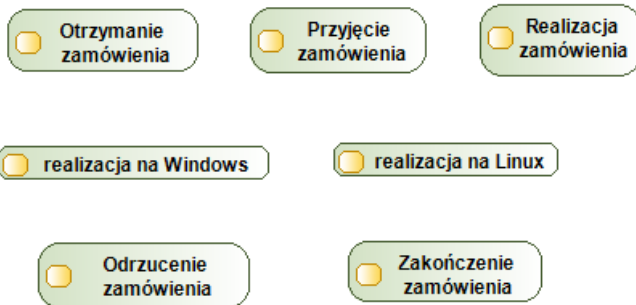 Otrzymanie
zamówienia
Przyjęcie
zamówienia
Realizacja
zamówienia
realizacja na Windows
realizacja na Linux
Odrzucenie
zamówienia
Zakończenie
zamówienia